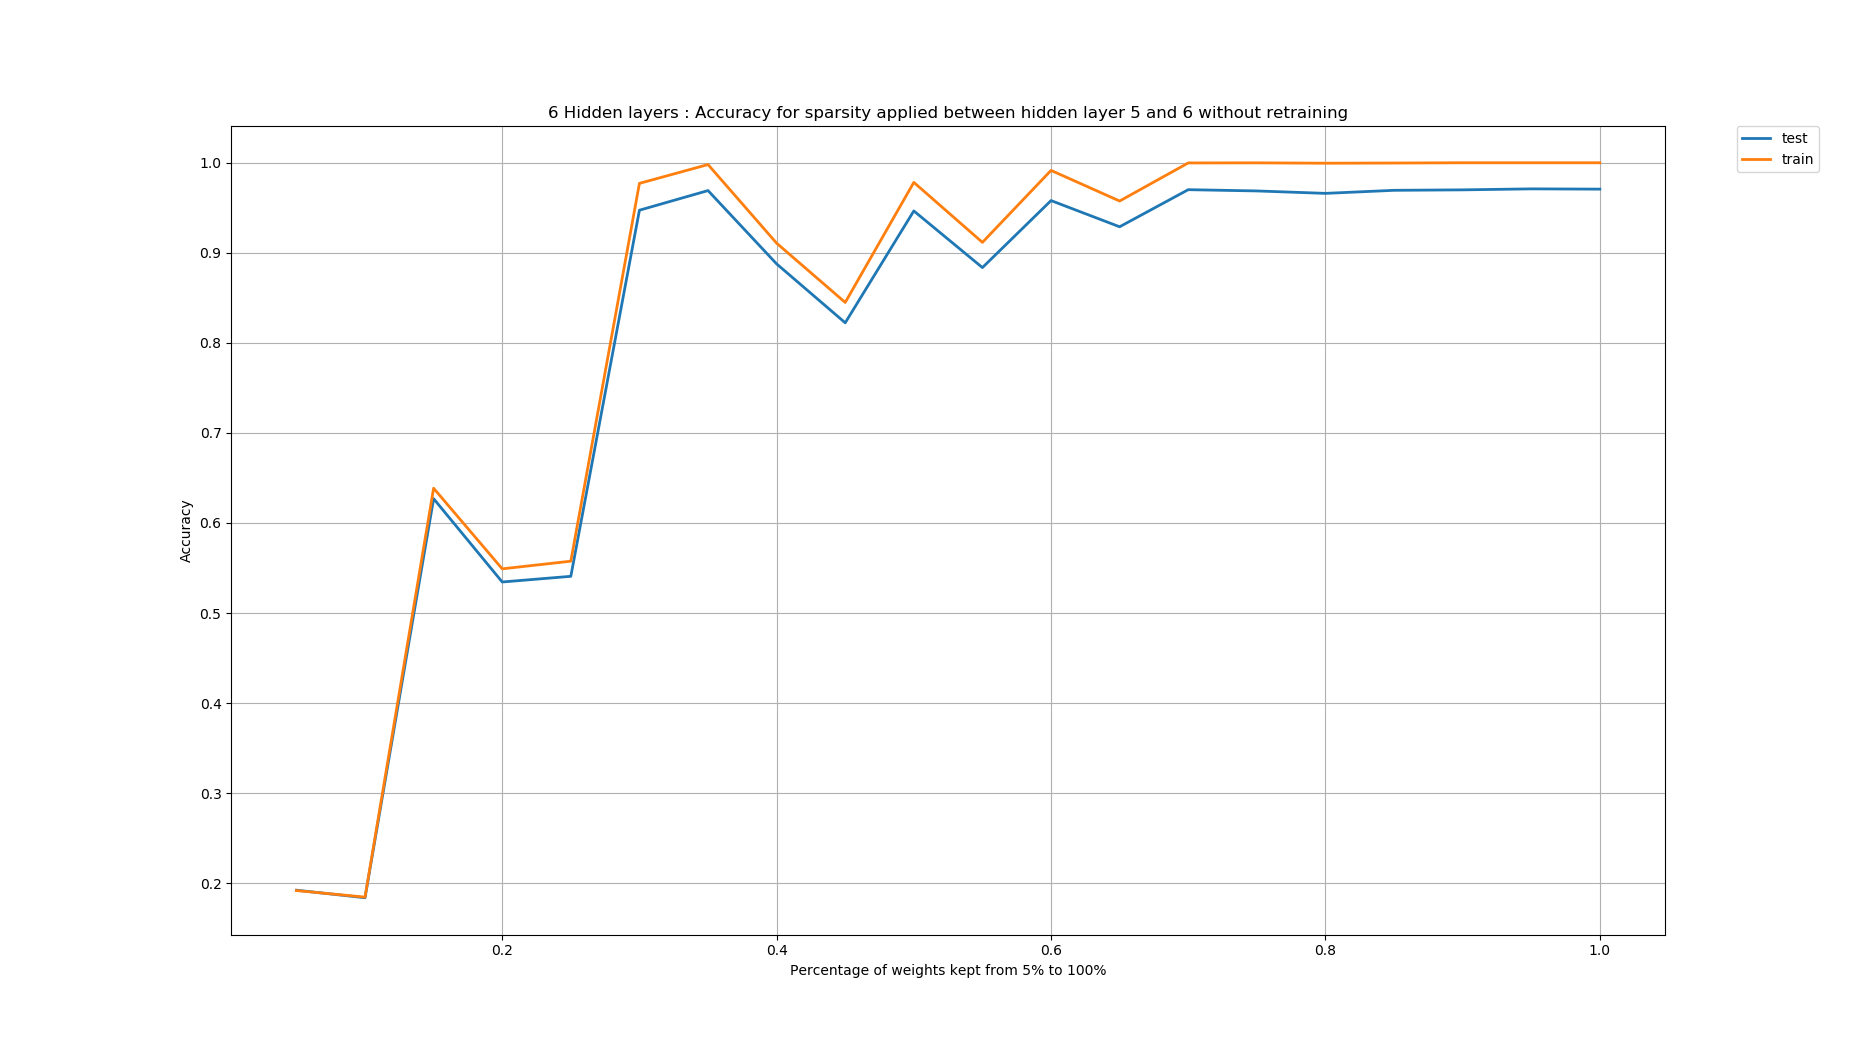 6 Hidden layers : Accuracy for sparsity applied between hidden layer 5 and 6 without retraining
test
train
1.0
0.9
0.8
0.7
0.6
0.5
0.4
0.3
0.2
Accuracy
0.2 0.4 0.6 0.8 1.0
Percentage of weights kept from 5% to 100%